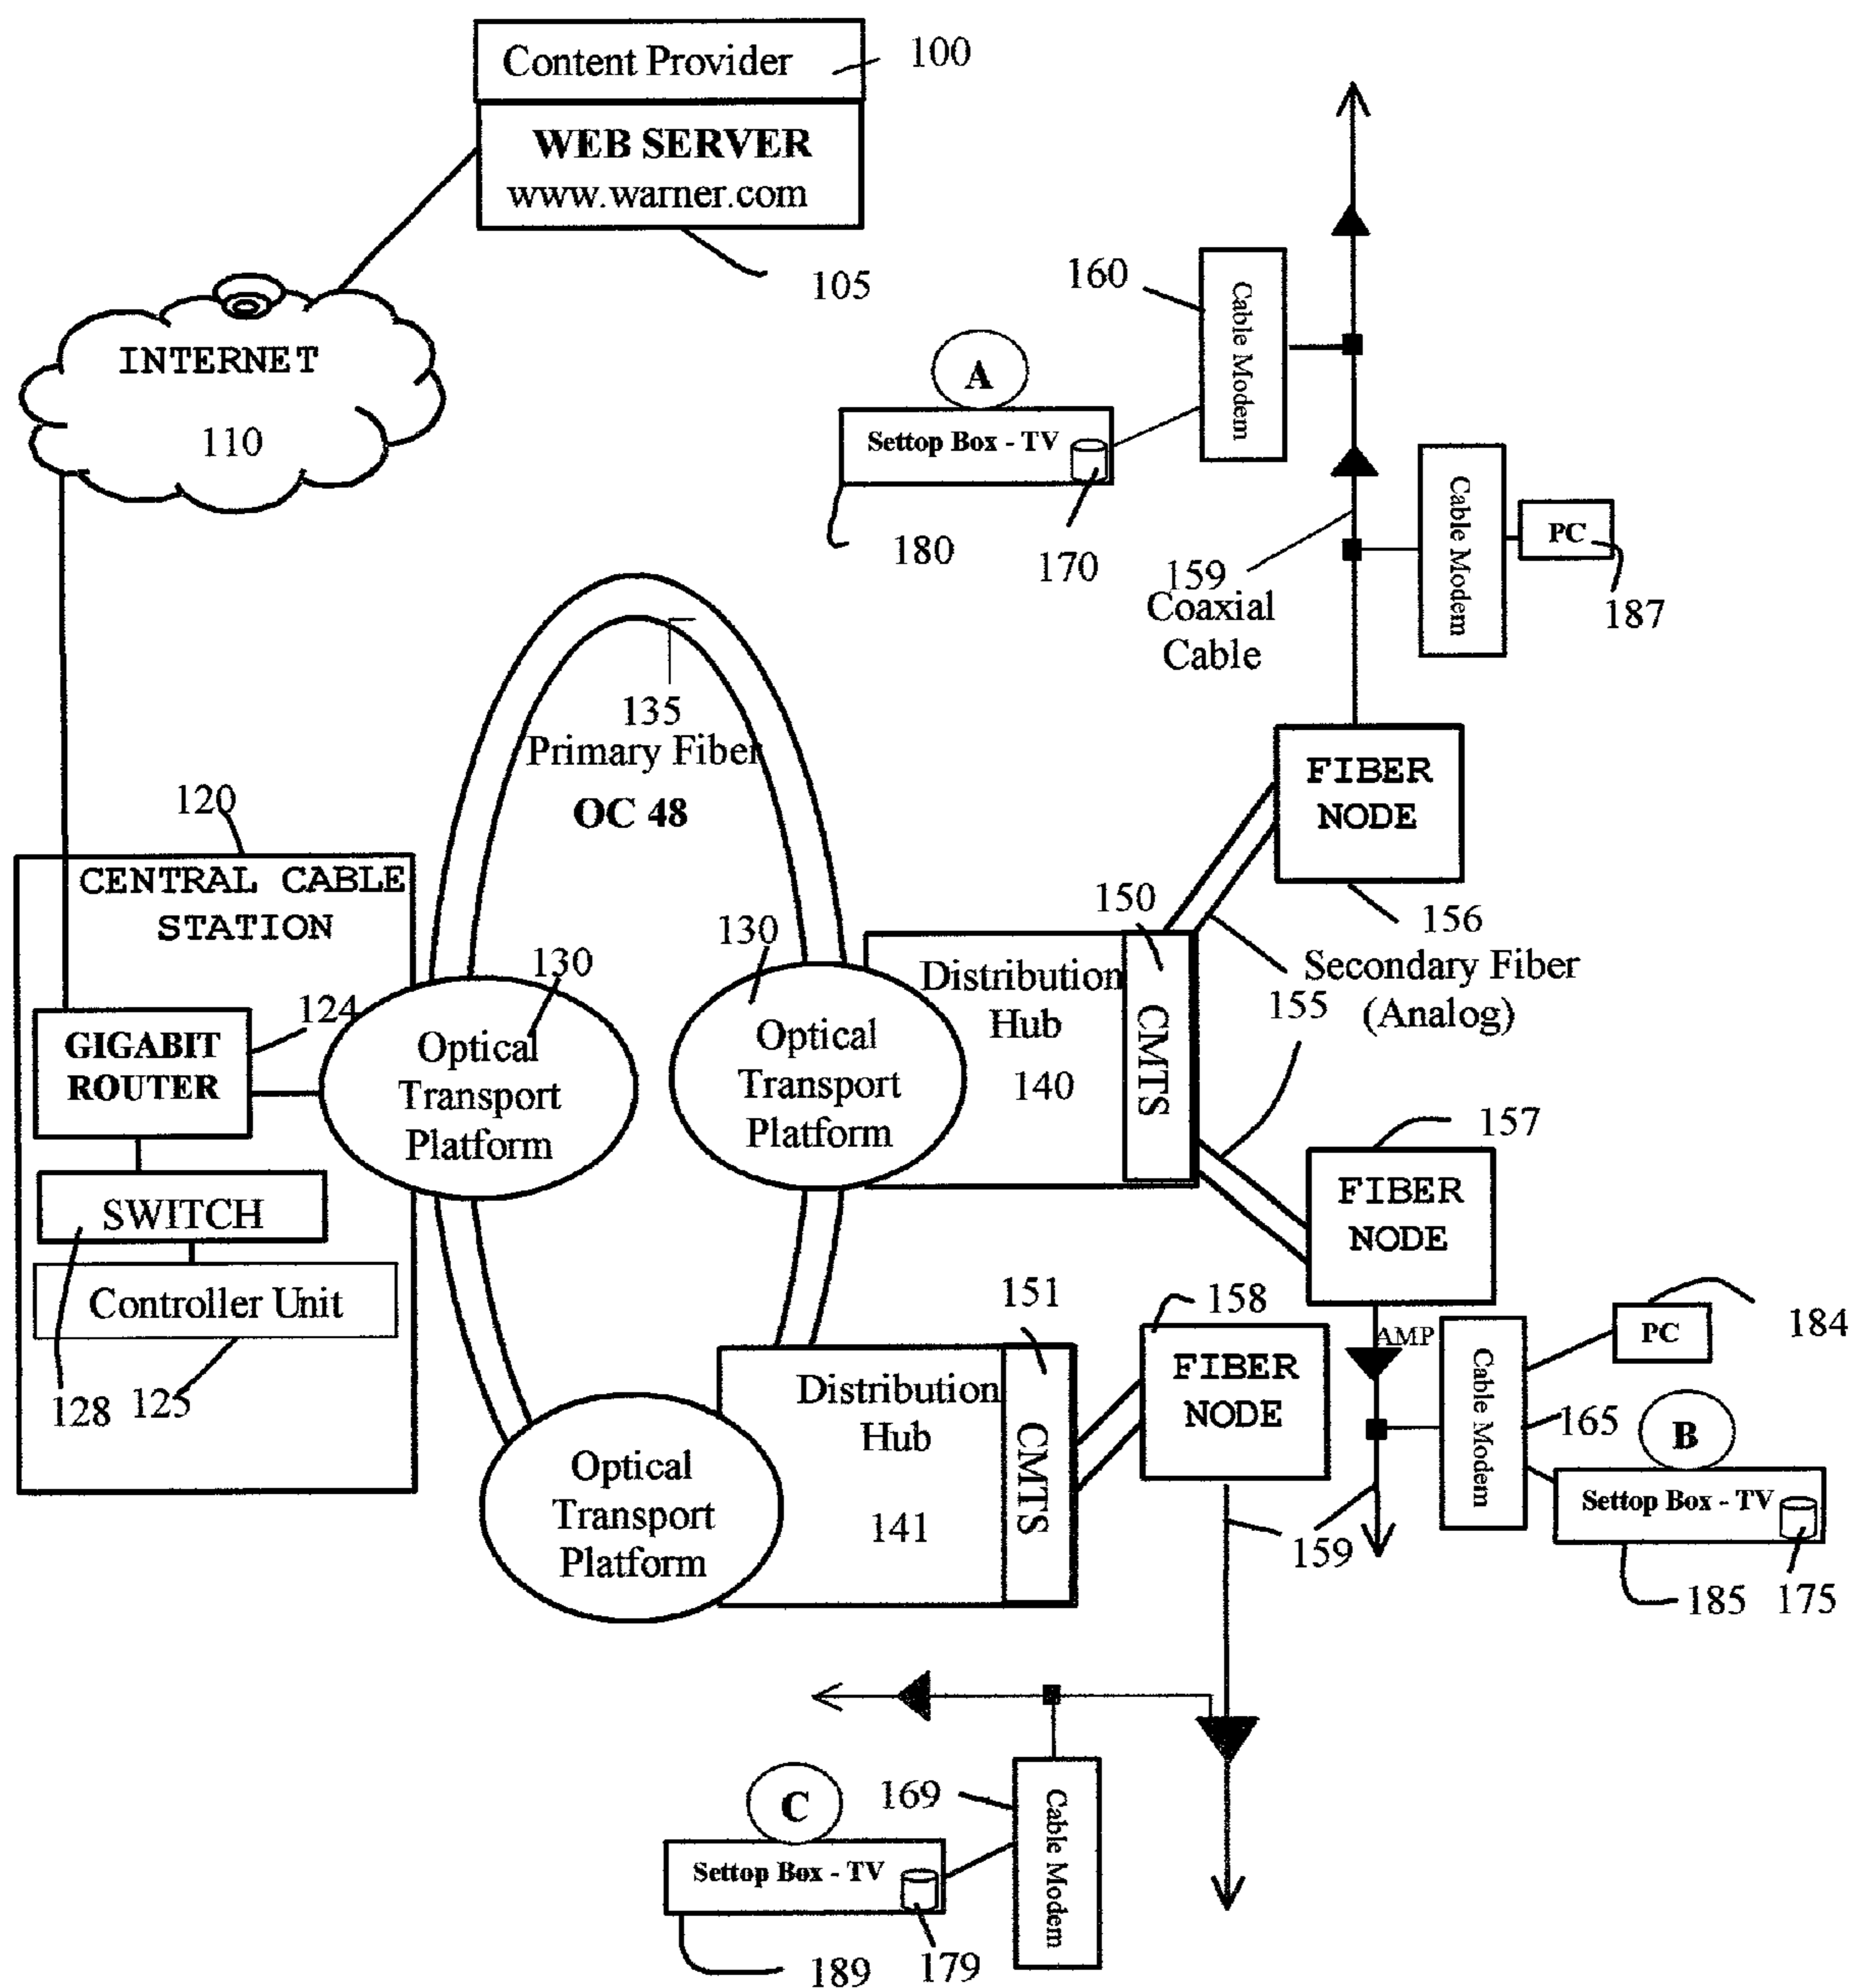 Content Provider
100
WEB SERVER
www.warner.com
105
INTERNET
110
160
Cable Modem
A
Settop Box - TV
180
170
159
Coaxial
Cable
Cable Modem
PC
187
135
Primary Fiber
OC 48
FIBER
NODE
156
120
CENTRAL CABLE
STATION
124
GIGABIT
ROUTER
SWITCH
Controller Unit
128
125
130
Optical
Transport
Platform
130
Optical
Transport
Platform
Distribution
Hub
140
150
CMTS
Secondary Fiber
(Analog)
155
157
FIBER
NODE
AMP
Cable Modem
PC
184
165
B
Settop Box - TV
185
175
151
158
FIBER
NODE
Optical
Transport
Platform
Distribution
Hub
141
CMTS
159
C
169
Cable Modem
Settop Box - TV
189
179